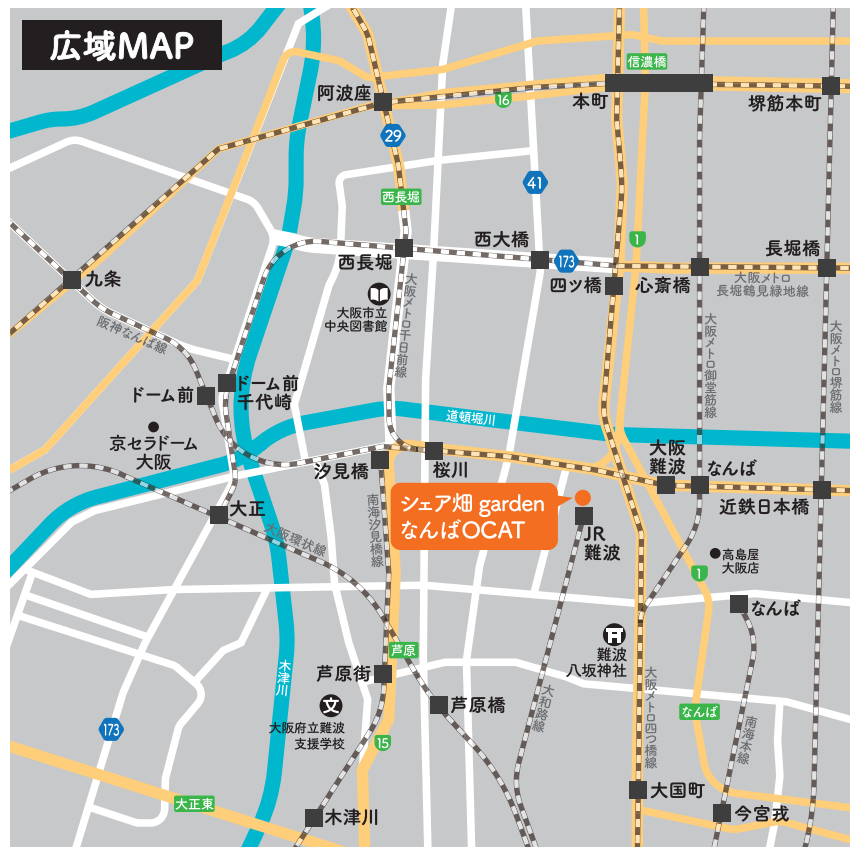 広域MAP
信濃橋
阿波座
16
本町
堺筋本町
29
41
西長堀
1
西大橋
173
長堀橋
西長堀
四ツ橋
心斎橋
大阪メトロ
長堀鶴見緑地線
九条
大阪市立
中央図書館
大阪メトロ千日前線
阪神なんば線
大阪メトロ御堂筋線
大阪メトロ堺筋線
ドーム前
ドーム前
千代崎
京セラドーム
大阪
道頓堀川
汐見橋
桜川
大阪
難波
なんば
近鉄日本橋
シェア畑 garden
なんばOCAT
大正
大阪環状線
南海汐見橋線
JR
難波
高島屋
大阪店
1
なんば
難波
八坂神社
芦原
木津川
芦原街
芦原橋
大和路線
大阪メトロ四つ橋線
なんば
南海本線
文
大阪府立難波
支援学校
173
15
大国町
大正東
木津川
今宮戎